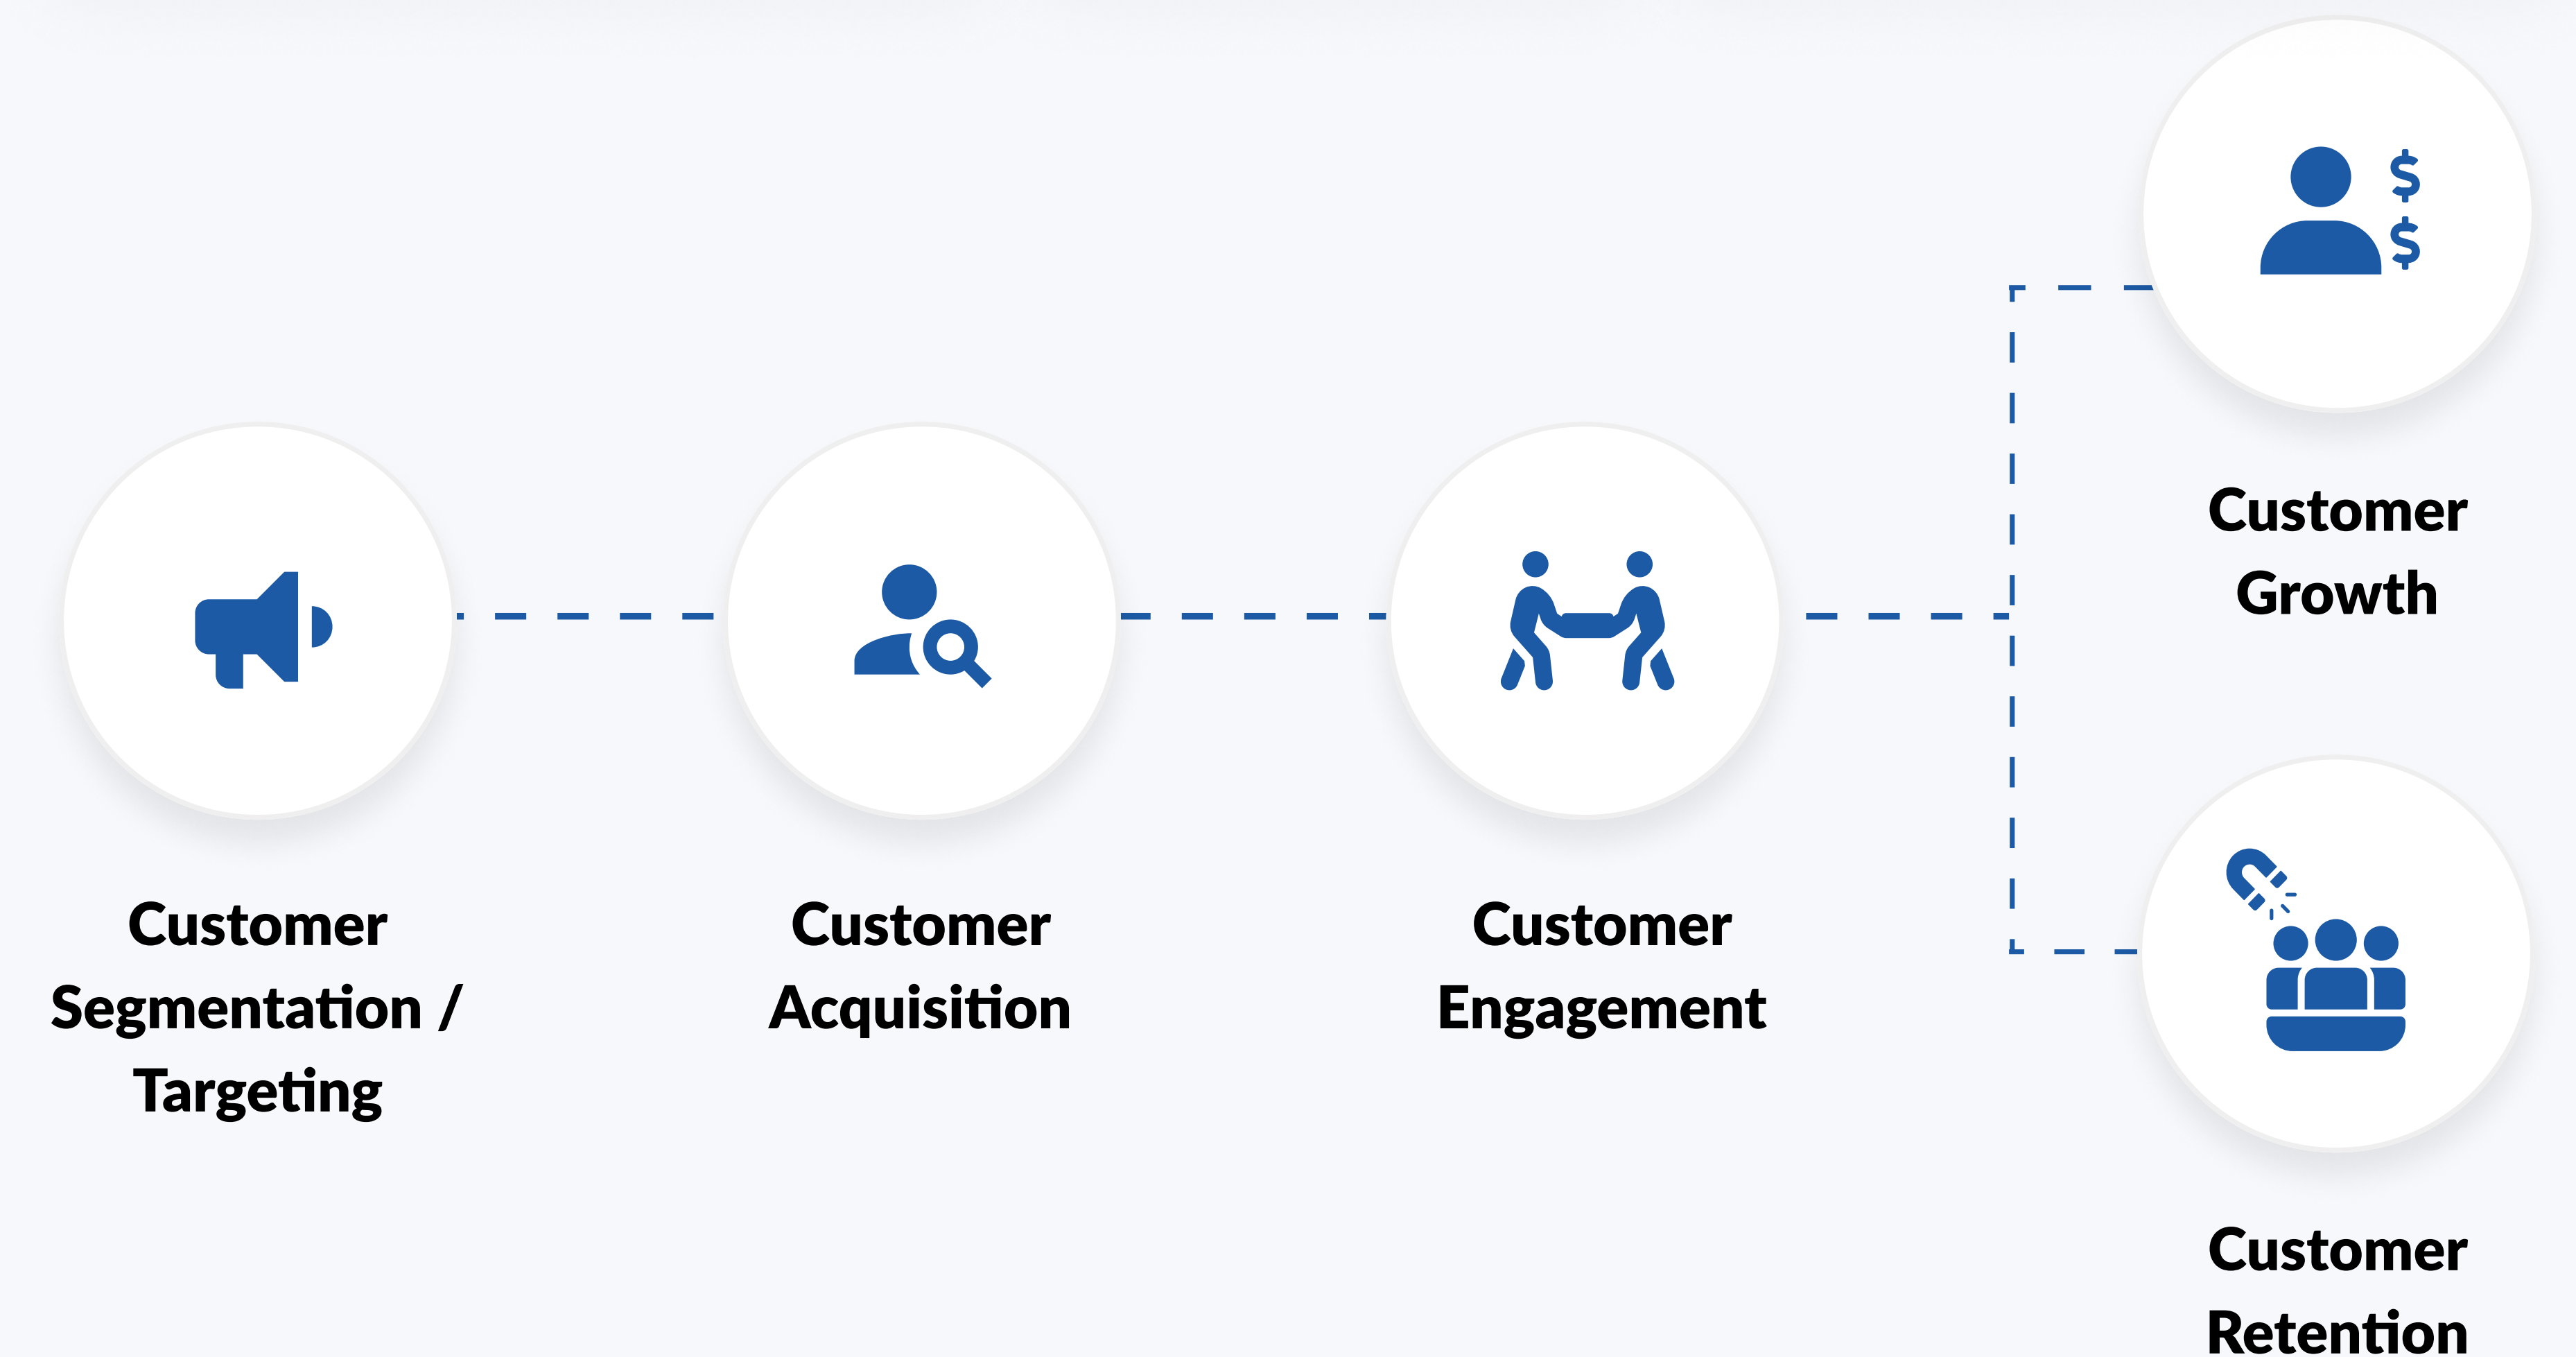 Customer
Segmentation /
Targeting
Customer
Acquisition
Customer
Engagement
$
$
Customer
Growth
Customer
Retention